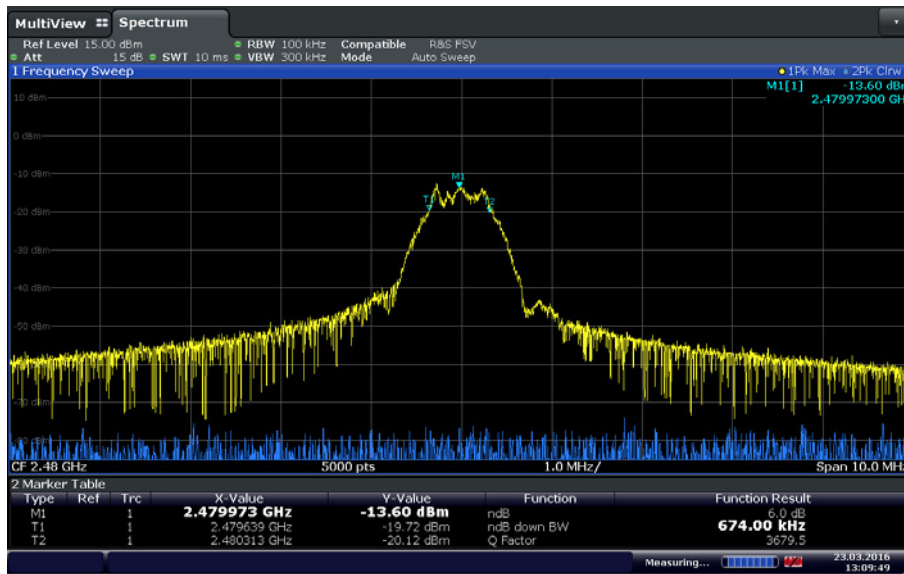 MultiView Spectrum
Ref Level 15.00 dBm RBW 100 kHz Compatible R&S FSV
Att 15 dB SWT 10 ms VBW 300 kHz Mode Auto Sweep
1 Frequency Sweep 1Pk Max 2Pk Clrw
M1[1] -13.60 dBm
2.47997300 GH
10 dBm
0 dBm
-10 dBm
M1
T1 T2
-20 dBm
-30 dBm
-40 dBm
-50 dBm
-60 dBm
-70 dBm
CF 2.48 GHz 5000 pts 1.0 MHz/ Span 10.0 MHz
2 Marker Table
Type Ref Trc X-Value Y-Value Function Function Result
M1 1 2.479973 GHz -13.60 dBm ndB 6.0 dB
T1 1 2.479639 GHz -19.72 dBm ndB down BW 674.00 kHz
T2 1 2.480313 GHz -20.12 dBm Q Factor 3679.5
Measuring... 23.03.2016
13:09:49